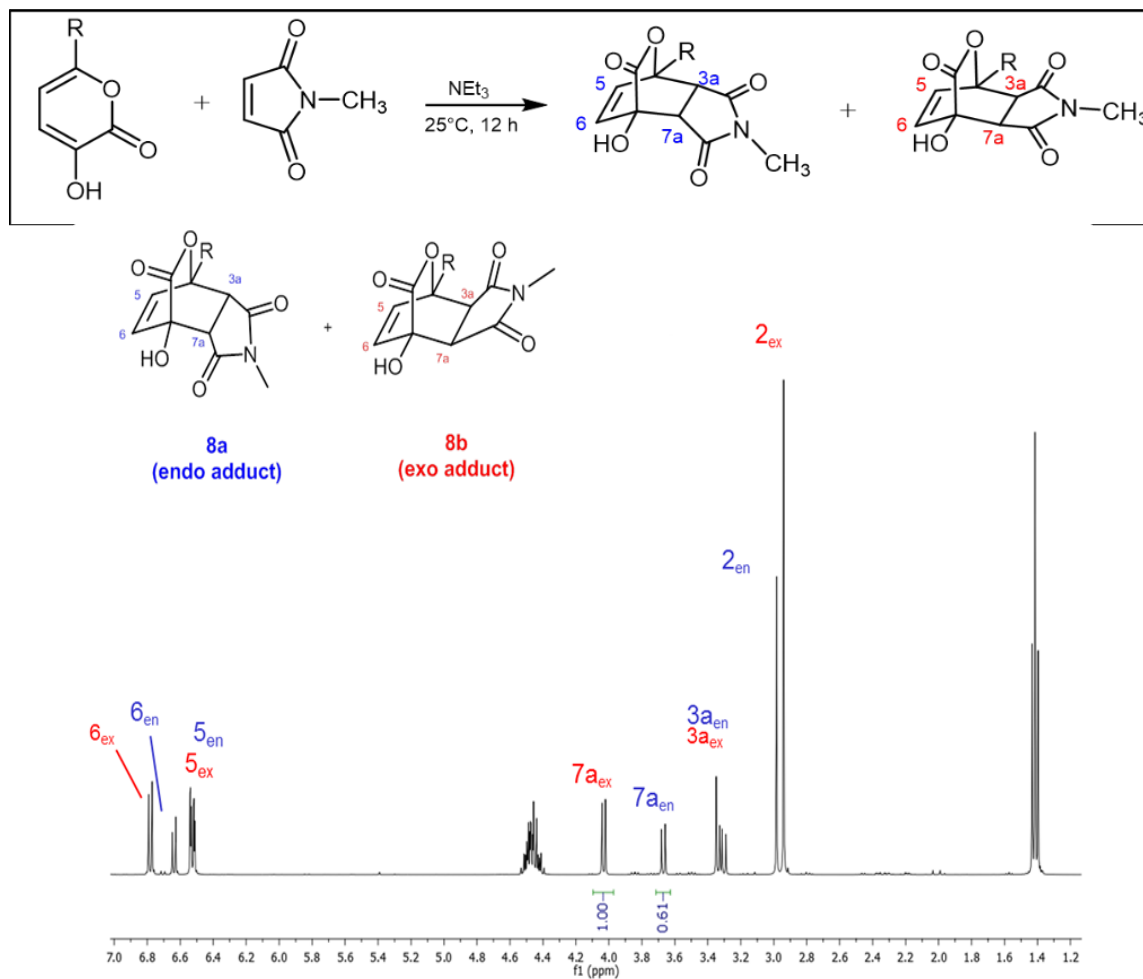 R
O
O
OH
+
O
N—CH₃
O
NEt₃
25°C, 12 h
O
O
R
5
6
3a
7a
HO
O
N
O
CH₃
+
O
O
R
5
6
3a
7a
HO
O
N
CH₃
O
O
O
R
5
6
3a
7a
HO
O
N
O
+
O
O
R
5
6
3a
7a
HO
O
N
O
8a
(endo adduct)
8b
(exo adduct)
2ex
2en
6ex
6en
5en
5ex
7aex
7aen
3aen
3aex
1.00
0.61
7.0 6.8 6.6 6.4 6.2 6.0 5.8 5.6 5.4 5.2 5.0 4.8 4.6 4.4 4.2 4.0 3.8 3.6 3.4 3.2 3.0 2.8 2.6 2.4 2.2 2.0 1.8 1.6 1.4 1.2
f1 (ppm)